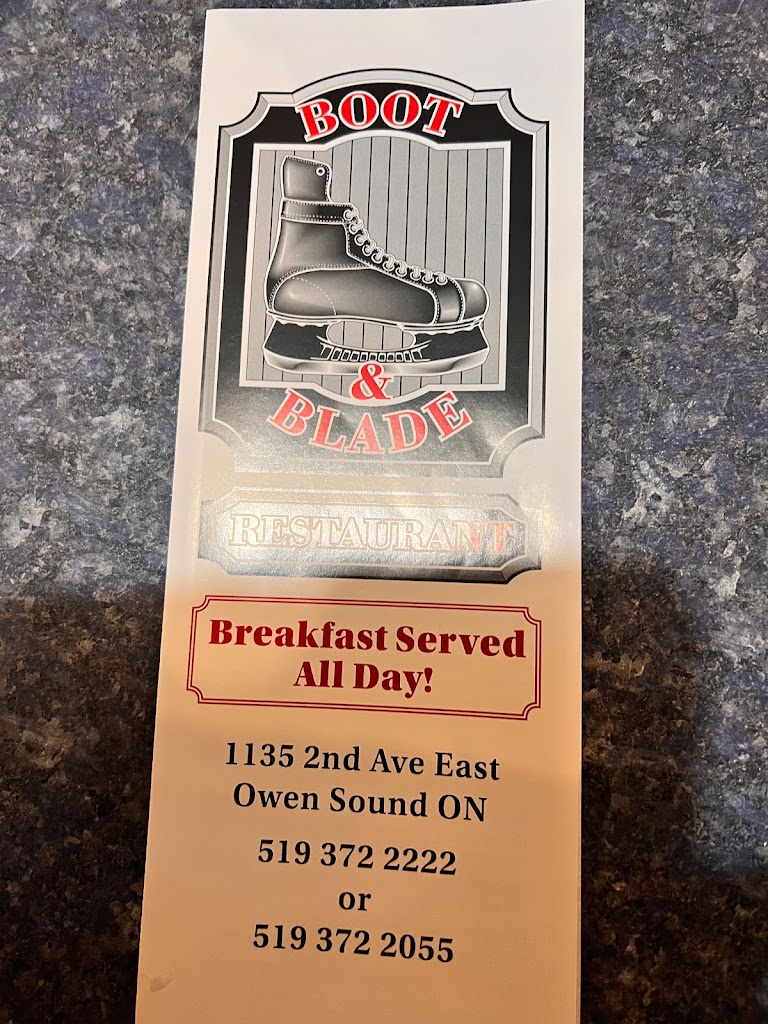 BOOT
&
BLADE
RESTAURANT
Breakfast Served
All Day!
1135 2nd Ave East
Owen Sound ON
519 372 2222
or
519 372 2055